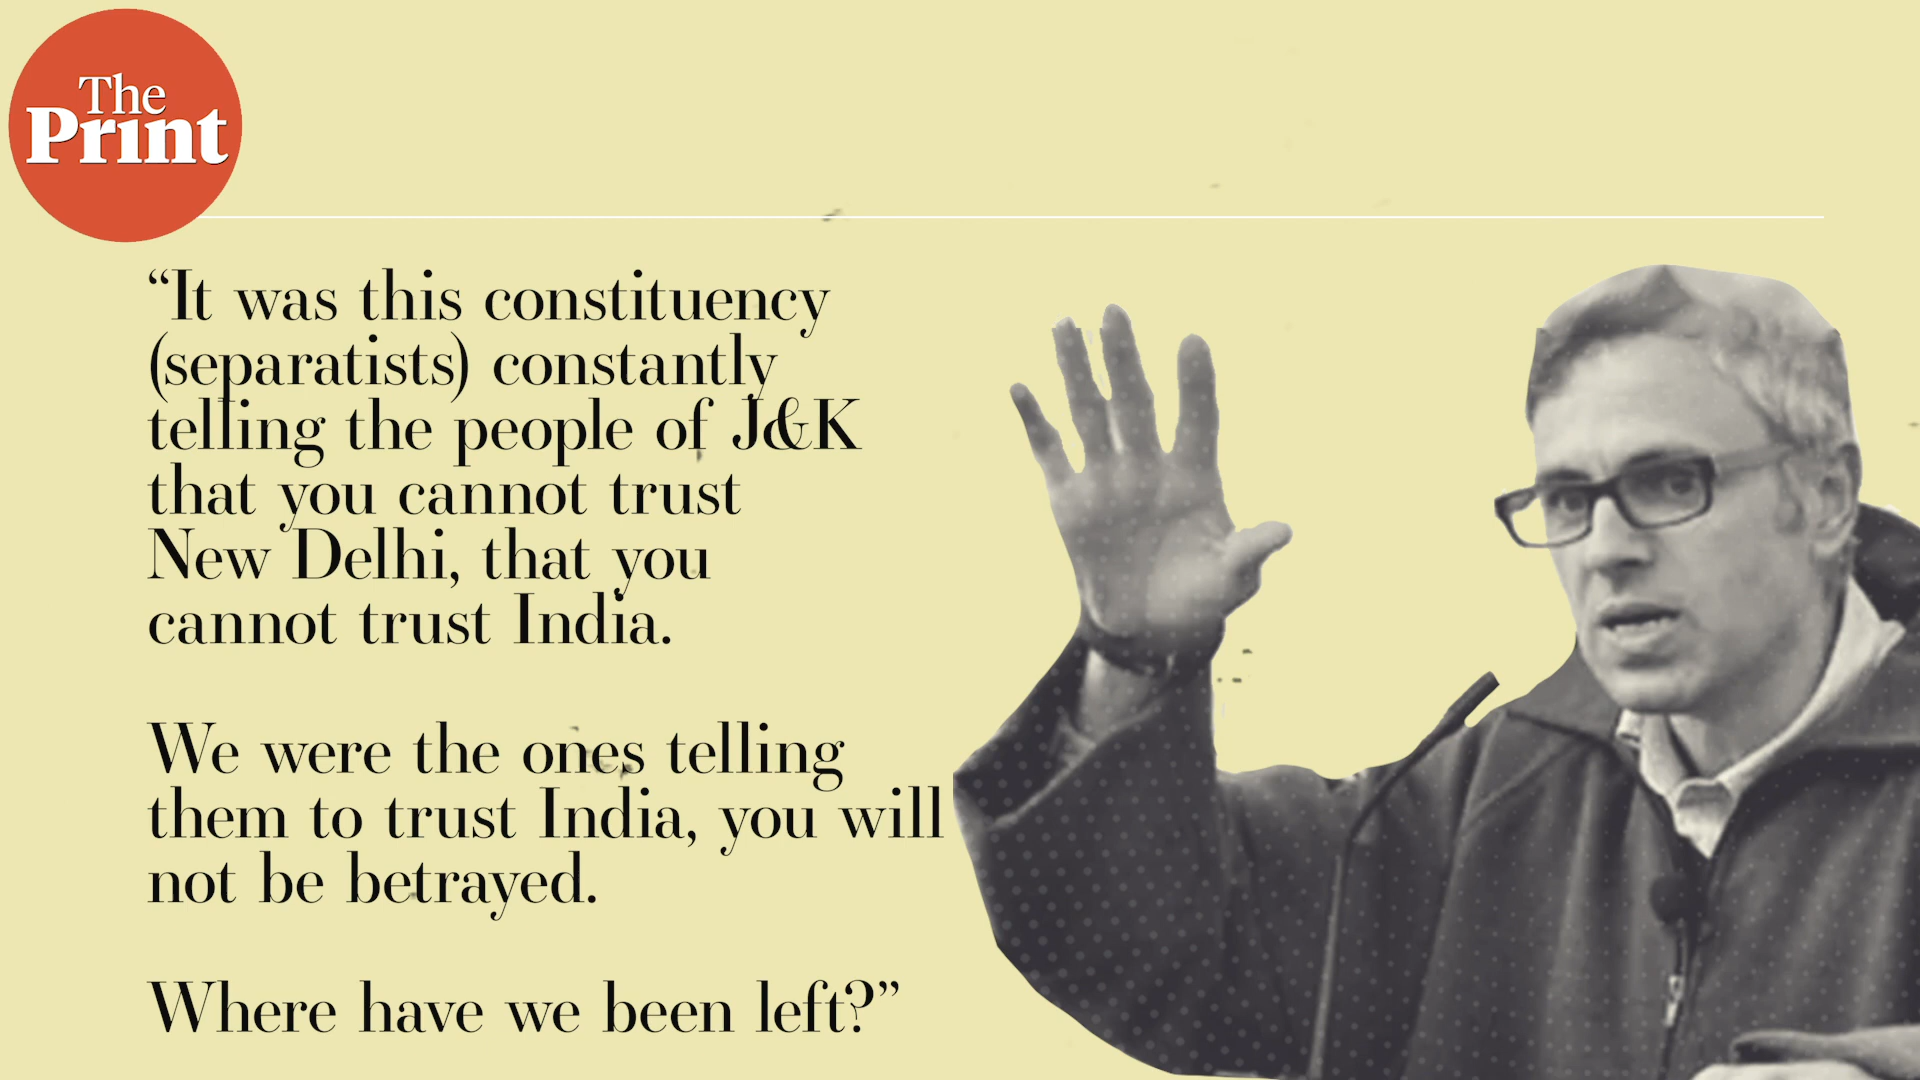 The
Print
“It was this constituency
(separatists) constantly
telling the people of J&K
that you cannot trust
New Delhi, that you
cannot trust India.
We were the ones telling
them to trust India, you will
not be betrayed.
Where have we been left?”